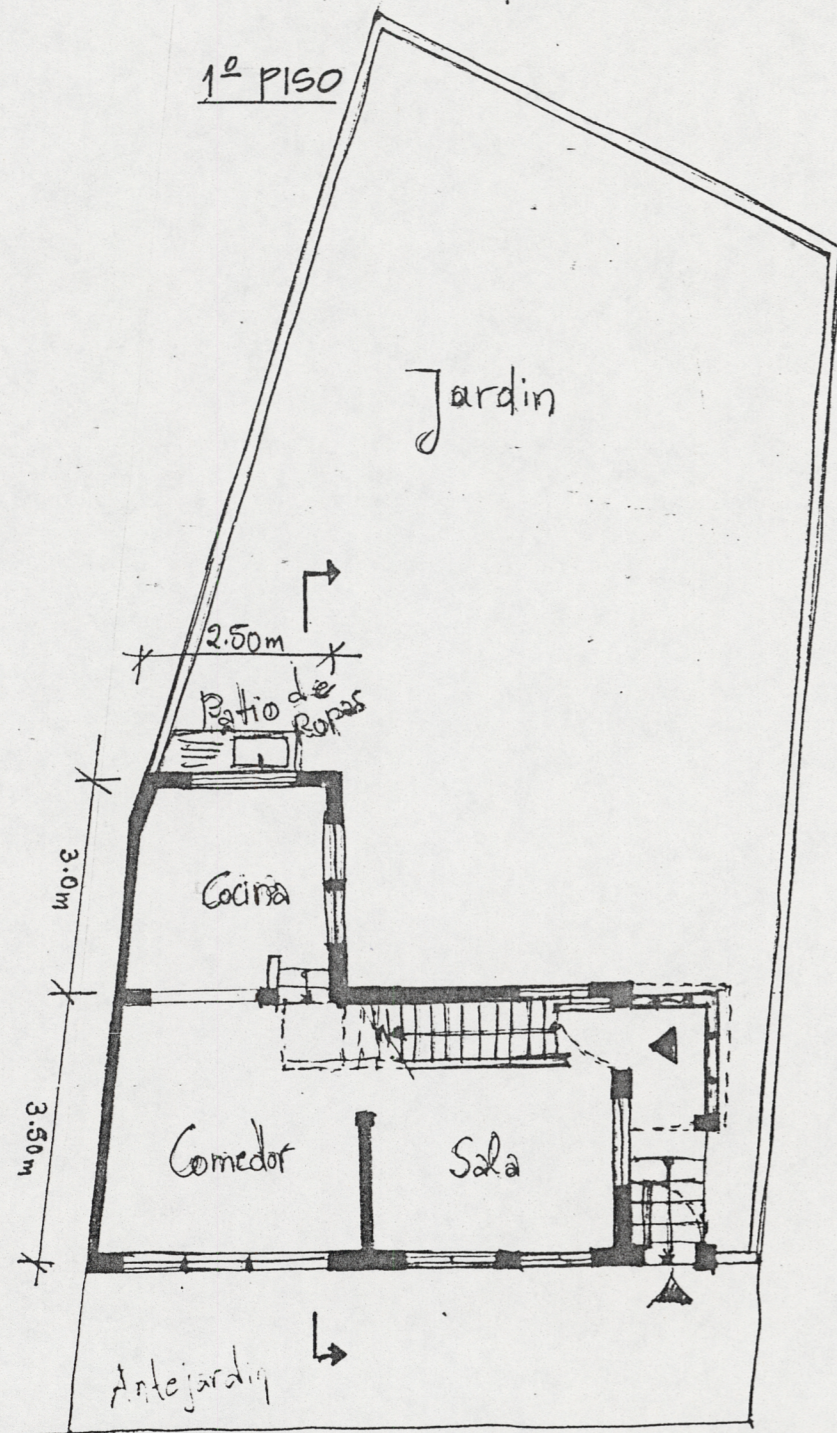 1º PISO
Jardin
2.50m
Patio de
Ropas
3.0m
Cocina
3.50m
Comedor
Sala
Antejardin